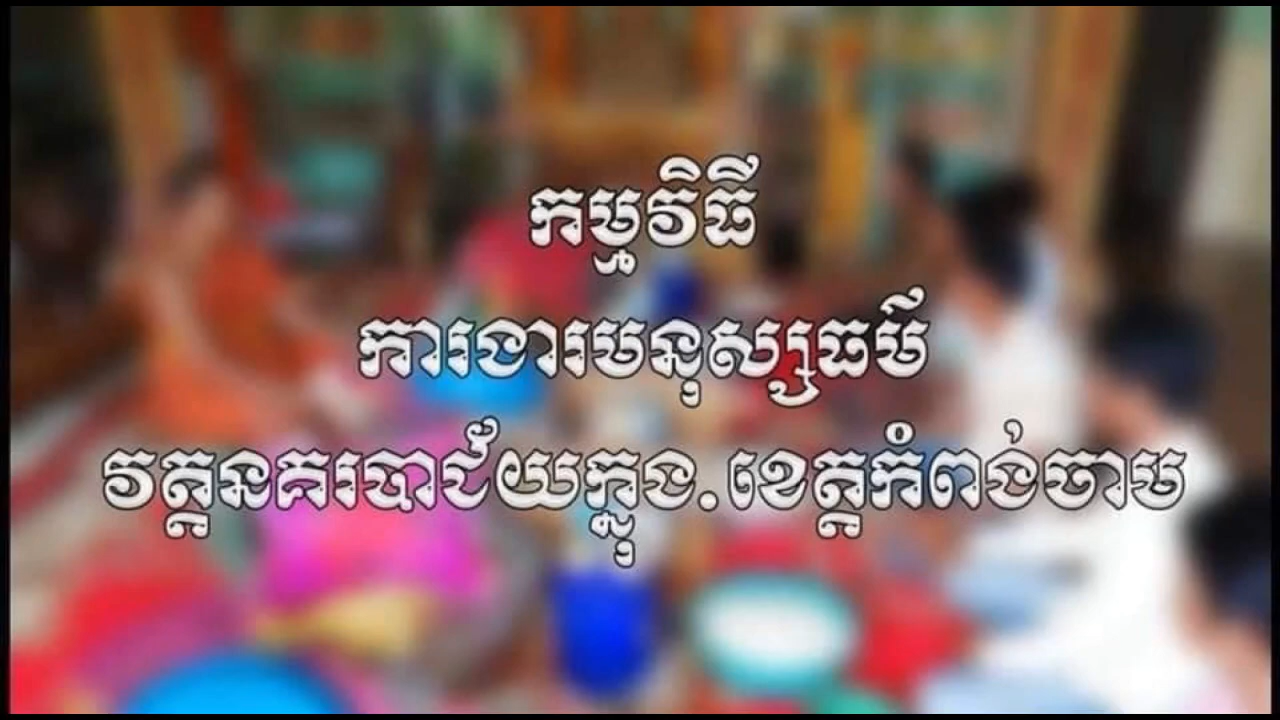 កម្មវិធី
ការងារមនុស្សធម៌
វត្តនគរបាជ័យក្នុង.ខេត្តកំពង់ចាម